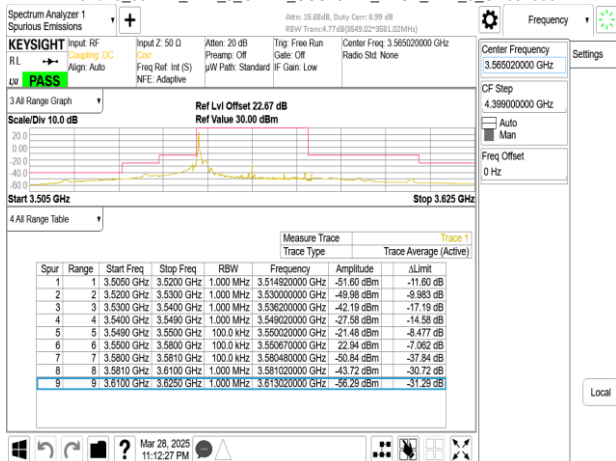 Spectrum Analyzer 1
Spurious Emissions
Attn: 15.68dB, Duty Corr: 6.99 dB
RBW Trans:4.77dB(3549.02~3581.02MHz)
Frequency
KEYSIGHT
RL
PASS
Input: RF
Coupling: DC
Align: Auto
Input Z: 50 Ω
Corr
Freq Ref: Int (S)
NFE: Adaptive
Atten: 20 dB
Preamp: Off
µW Path: Standard
Trig: Free Run
Gate: Off
IF Gain: Low
Center Freq: 3.565020000 GHz
Radio Std: None
Center Frequency
3.565020000 GHz
Settings
CF Step
4.399000000 GHz
Auto
Man
Freq Offset
0 Hz
Local
3 All Range Graph
Scale/Div 10.0 dB
Ref Lvl Offset 22.67 dB
Ref Value 30.00 dBm
20.0
0.00
-20.0
-40.0
-60.0
Start 3.505 GHz
Stop 3.625 GHz
4 All Range Table
Measure Trace Trace 1
Trace Type Trace Average (Active)
Spur Range Start Freq Stop Freq RBW Frequency Amplitude ΔLimit
1 1 3.5050 GHz 3.5200 GHz 1.000 MHz 3.514920000 GHz -51.60 dBm -11.60 dB
2 2 3.5200 GHz 3.5300 GHz 1.000 MHz 3.530000000 GHz -49.98 dBm -9.983 dB
3 3 3.5300 GHz 3.5400 GHz 1.000 MHz 3.536200000 GHz -42.19 dBm -17.19 dB
4 4 3.5400 GHz 3.5490 GHz 1.000 MHz 3.549020000 GHz -27.58 dBm -14.58 dB
5 5 3.5490 GHz 3.5500 GHz 100.0 kHz 3.550020000 GHz -21.48 dBm -8.477 dB
6 6 3.5500 GHz 3.5800 GHz 100.0 kHz 3.550670000 GHz 22.94 dBm -7.062 dB
7 7 3.5800 GHz 3.5810 GHz 100.0 kHz 3.580480000 GHz -50.84 dBm -37.84 dB
8 8 3.5810 GHz 3.6100 GHz 1.000 MHz 3.581020000 GHz -43.72 dBm -30.72 dB
9 9 3.6100 GHz 3.6250 GHz 1.000 MHz 3.613020000 GHz -56.29 dBm -31.29 dB
Mar 28, 2025
11:12:27 PM